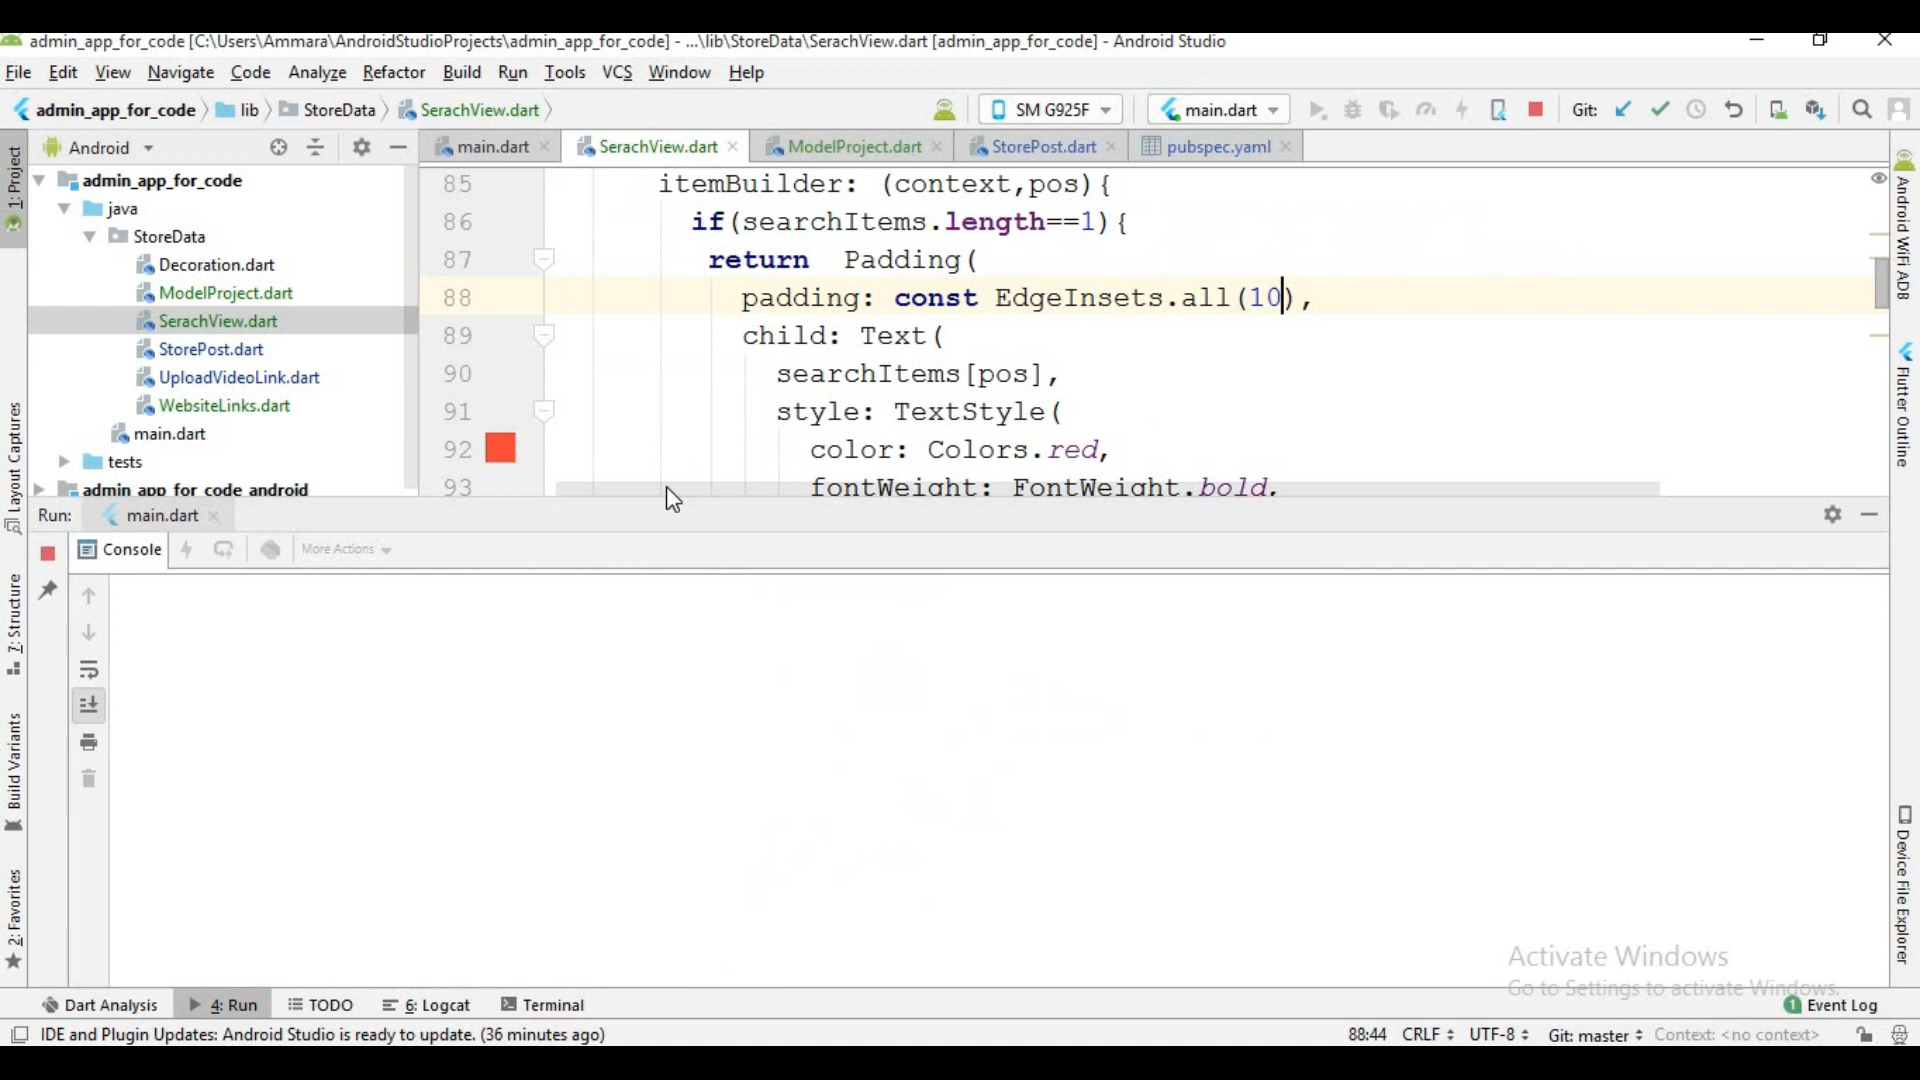 admin_app_for_code [C:\Users\Ammara\AndroidStudioProjects\admin_app_for_code] - ...\lib\StoreData\SerachView.dart [admin_app_for_code] - Android Studio
File Edit View Navigate Code Analyze Refactor Build Run Tools VCS Window Help
admin_app_for_code lib StoreData SerachView.dart SM G925F main.dart Git:
1: Project
Layout Captures
7: Structure
Build Variants
2: Favorites
Android
admin_app_for_code
java
StoreData
Decoration.dart
ModelProject.dart
SerachView.dart
StorePost.dart
UploadVideoLink.dart
WebsiteLinks.dart
main.dart
tests
admin_app_for_code_android
main.dart SerachView.dart ModelProject.dart StorePost.dart pubspec.yaml
85 itemBuilder: (context,pos){
86 if(searchItems.length==1){
87 return Padding(
88 padding: const EdgeInsets.all(10),
89 child: Text(
90 searchItems[pos],
91 style: TextStyle(
92 color: Colors.red,
93 fontWeight: FontWeight.bold,
Android WiFi ADB
Flutter Outline
Device File Explorer
Run: main.dart
Console More Actions
Activate Windows
Go to Settings to activate Windows.
Dart Analysis 4: Run TODO 6: Logcat Terminal 1 Event Log
IDE and Plugin Updates: Android Studio is ready to update. (36 minutes ago) 88:44 CRLF UTF-8 Git: master Context: <no context>